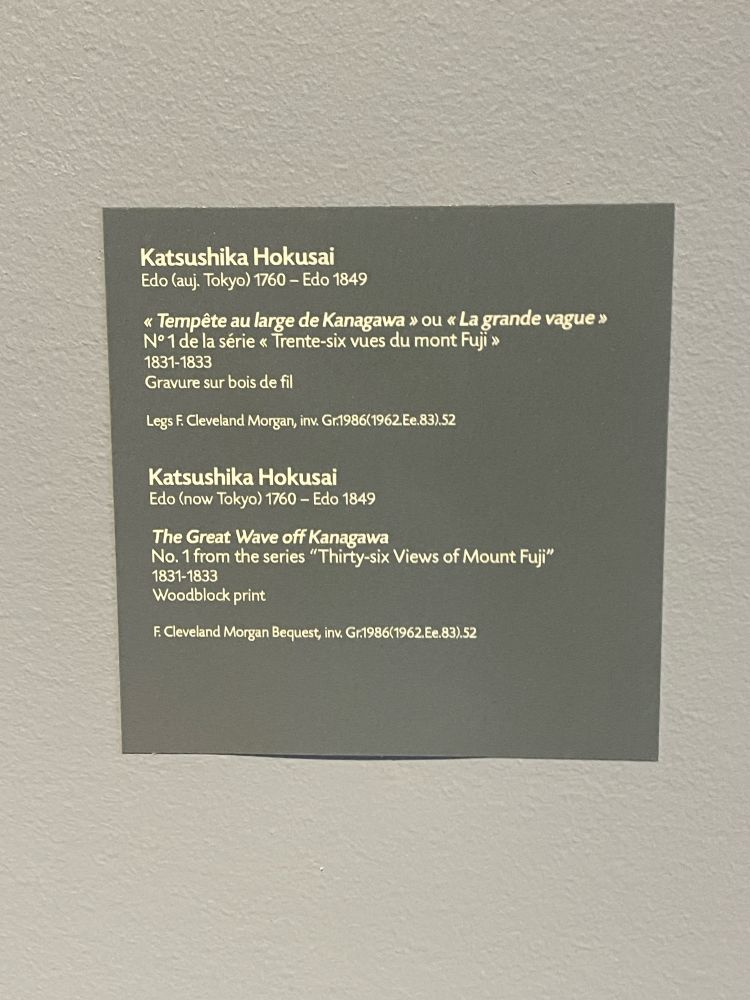 Katsushika Hokusai
Edo (auj. Tokyo) 1760 – Edo 1849
« Tempête au large de Kanagawa » ou « La grande vague »
N° 1 de la série « Trente-six vues du mont Fuji »
1831-1833
Gravure sur bois de fil
Legs F. Cleveland Morgan, inv. Gr.1986(1962.Ee.83).52
Katsushika Hokusai
Edo (now Tokyo) 1760 – Edo 1849
The Great Wave off Kanagawa
No. 1 from the series “Thirty-six Views of Mount Fuji”
1831-1833
Woodblock print
F. Cleveland Morgan Bequest, inv. Gr.1986(1962.Ee.83).52